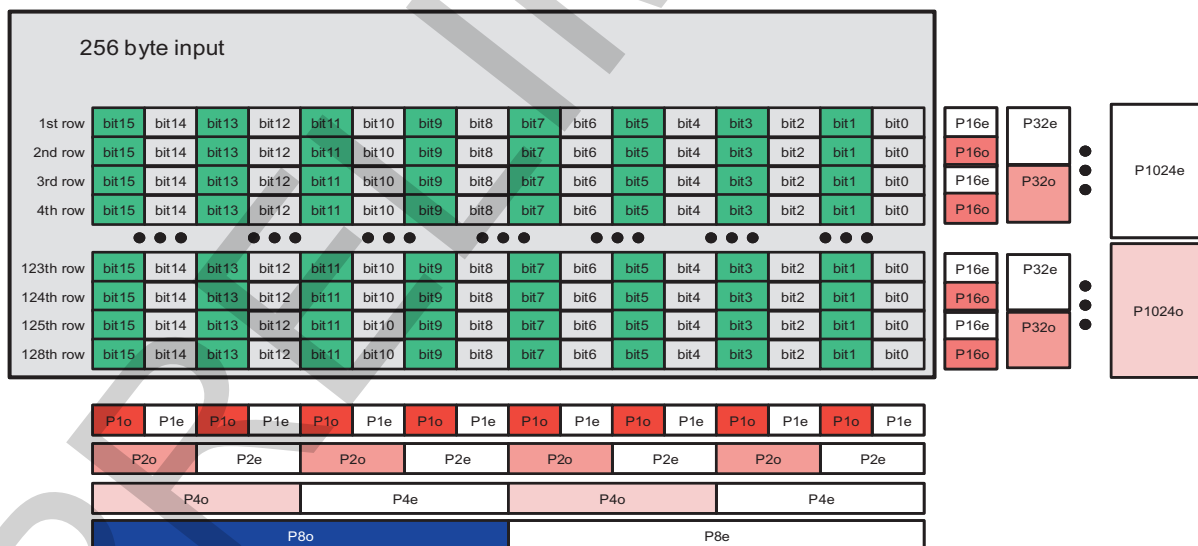 256 byte input
1st row bit15 bit14 bit13 bit12 bit11 bit10 bit9 bit8 bit7 bit6 bit5 bit4 bit3 bit2 bit1 bit0 P16e P32e
2nd row bit15 bit14 bit13 bit12 bit11 bit10 bit9 bit8 bit7 bit6 bit5 bit4 bit3 bit2 bit1 bit0 P16o
P1024e
3rd row bit15 bit14 bit13 bit12 bit11 bit10 bit9 bit8 bit7 bit6 bit5 bit4 bit3 bit2 bit1 bit0 P16e P32o
4th row bit15 bit14 bit13 bit12 bit11 bit10 bit9 bit8 bit7 bit6 bit5 bit4 bit3 bit2 bit1 bit0 P16o
123th row bit15 bit14 bit13 bit12 bit11 bit10 bit9 bit8 bit7 bit6 bit5 bit4 bit3 bit2 bit1 bit0 P16e P32e
124th row bit15 bit14 bit13 bit12 bit11 bit10 bit9 bit8 bit7 bit6 bit5 bit4 bit3 bit2 bit1 bit0 P16o
P1024o
125th row bit15 bit14 bit13 bit12 bit11 bit10 bit9 bit8 bit7 bit6 bit5 bit4 bit3 bit2 bit1 bit0 P16e P32o
128th row bit15 bit14 bit13 bit12 bit11 bit10 bit9 bit8 bit7 bit6 bit5 bit4 bit3 bit2 bit1 bit0 P16o
P1o P1e P1o P1e P1o P1e P1o P1e P1o P1e P1o P1e P1o P1e P1o P1e
P2o P2e P2o P2e P2o P2e P2o P2e
P4o P4e P4o P4e
P8o P8e